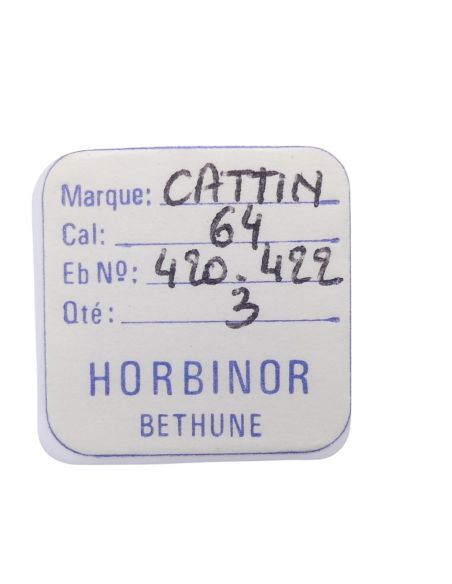 Marque: CATTIN
Cal: 64
Eb Nº: 420.422
Qté: 3
HORBINOR
BETHUNE